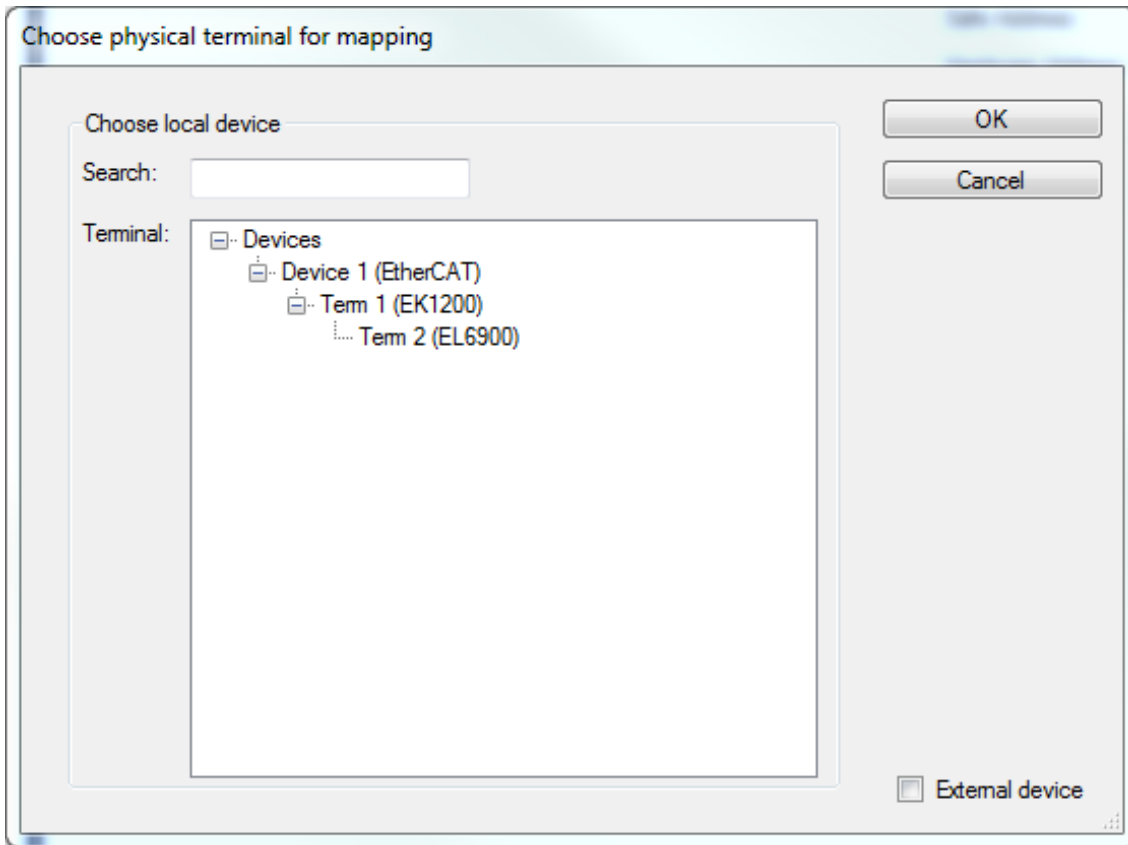 Choose physical terminal for mapping
Choose local device
OK
Search:
Cancel
Terminal:
Devices
Device 1 (EtherCAT)
Term 1 (EK1200)
Term 2 (EL6900)
External device